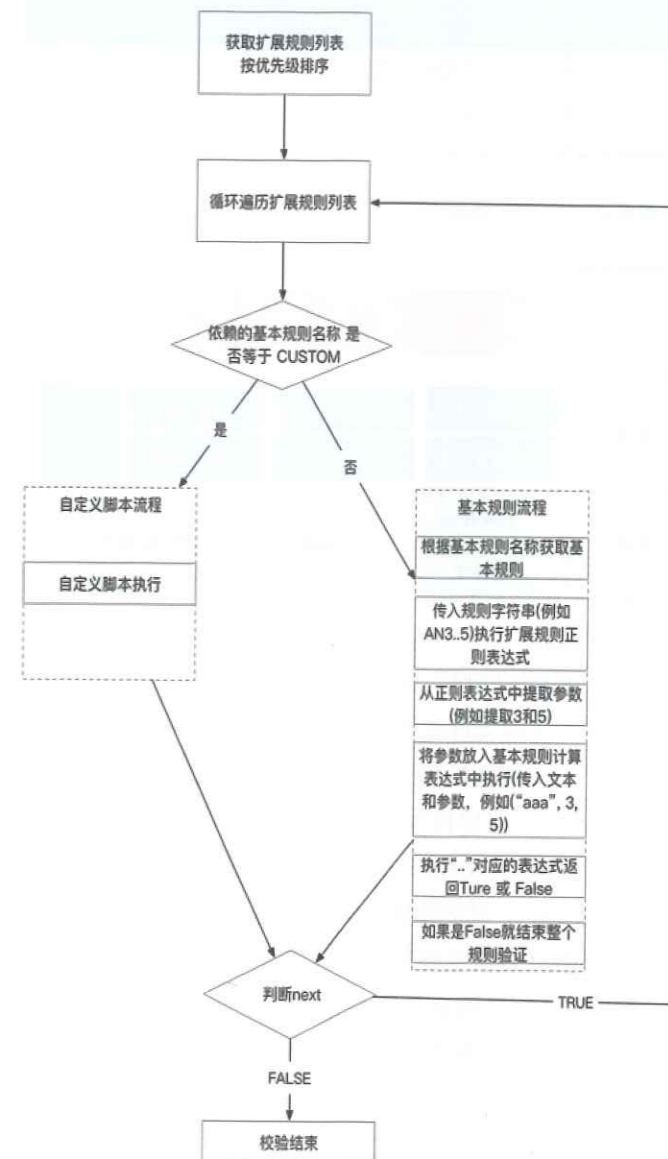 获取扩展规则列表
按优先级排序
循环遍历扩展规则列表
依赖的基本规则名称 是
否等于 CUSTOM
是
否
自定义脚本流程
自定义脚本执行
基本规则流程
根据基本规则名称获取基
本规则
传入规则字符串(例如
AN3..5)执行扩展规则正
则表达式
从正则表达式中提取参数
(例如提取3和5)
将参数放入基本规则计算
表达式中执行(传入文本
和参数，例如(“aaa”, 3,
5))
执行“..”对应的表达式返
回Ture 或 False
如果是False就结束整个
规则验证
判断next
TRUE
FALSE
校验结束